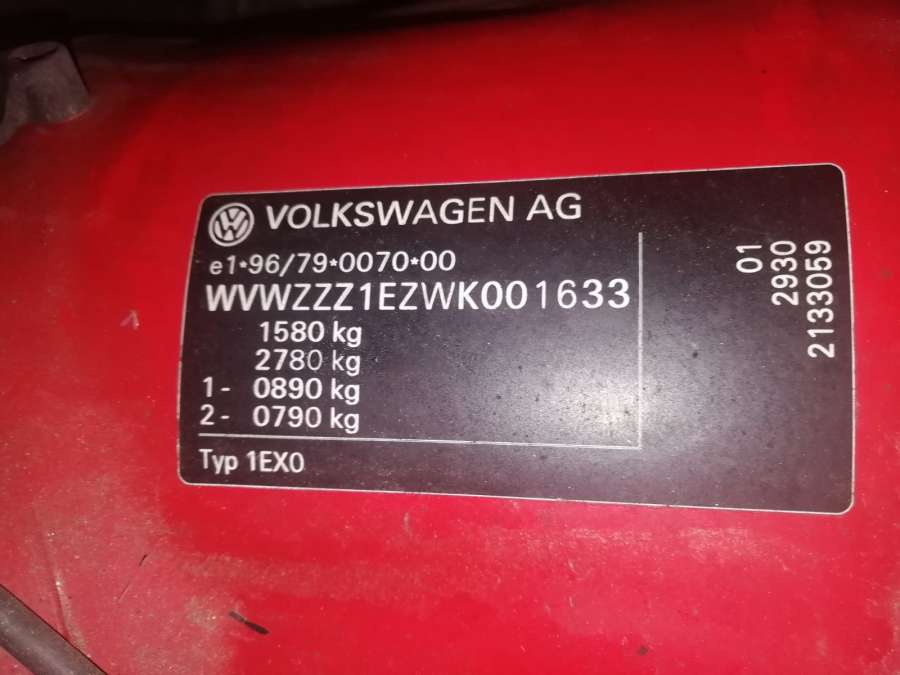 VOLKSWAGEN AG
e1*96/79*0070*00
WVWZZZ1EZWK001633
1580 kg
2780 kg
1- 0890 kg
2- 0790 kg
Typ 1EX0
01
2930
2133059